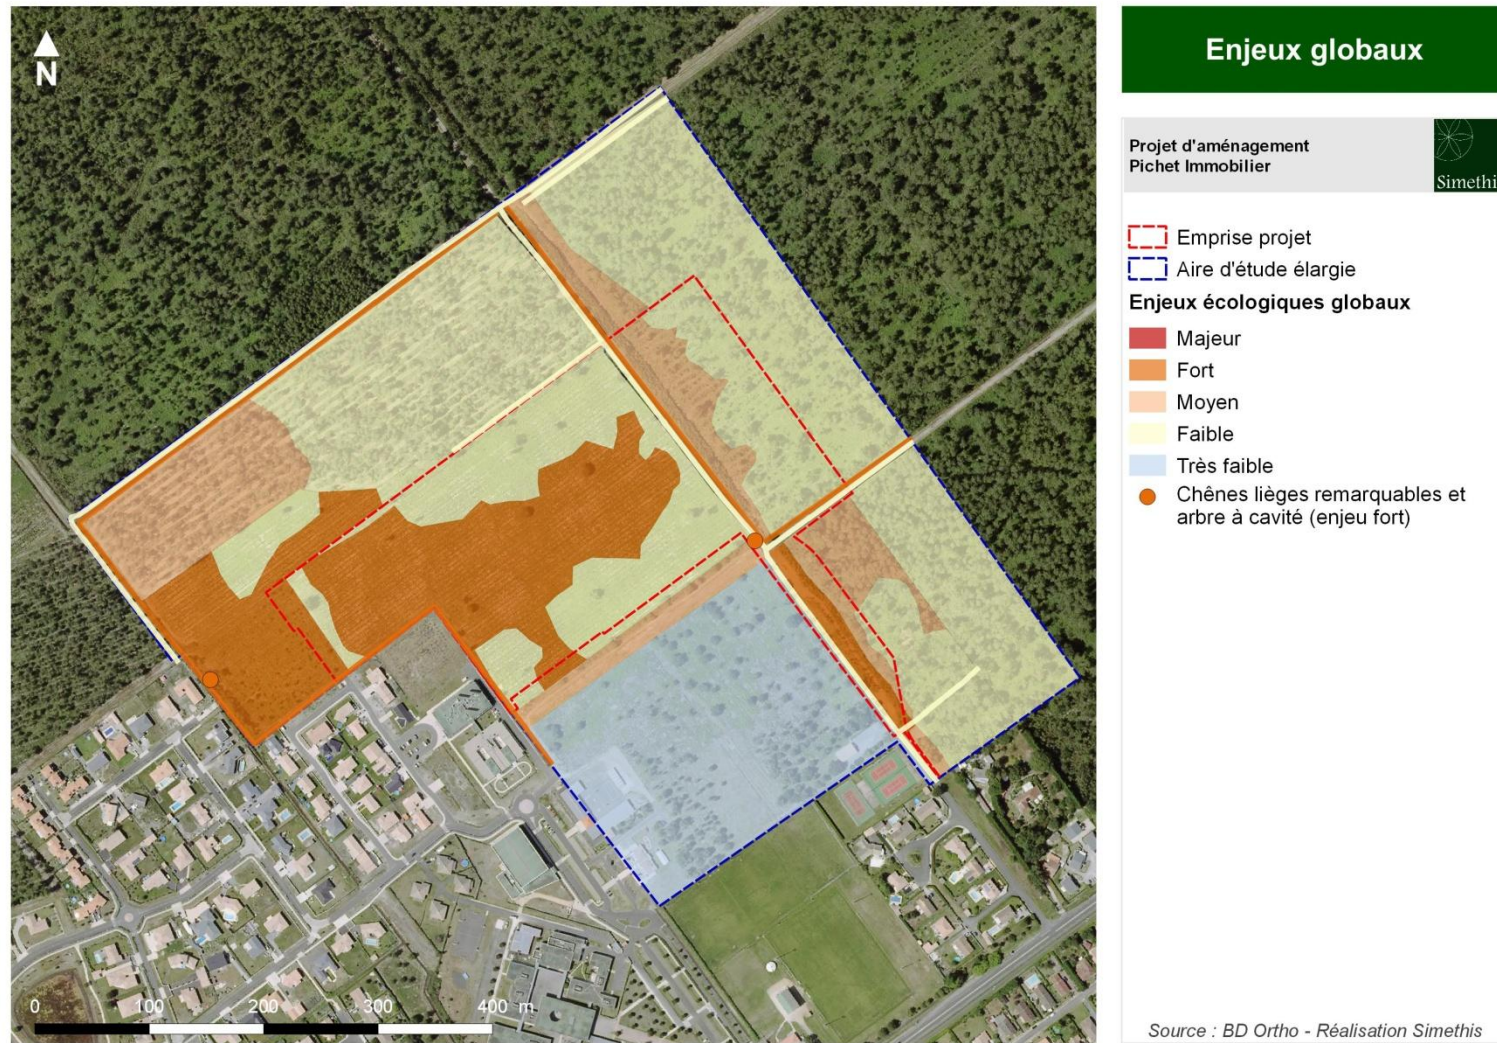 Enjeux globaux
Projet d'aménagement
Pichet Immobilier
Simethi
Emprise projet
Aire d'étude élargie
Enjeux écologiques globaux
Majeur
Fort
Moyen
Faible
Très faible
Chênes lièges remarquables et
arbre à cavité (enjeu fort)
N
0 100 200 300 400 m
Source : BD Ortho - Réalisation Simethis